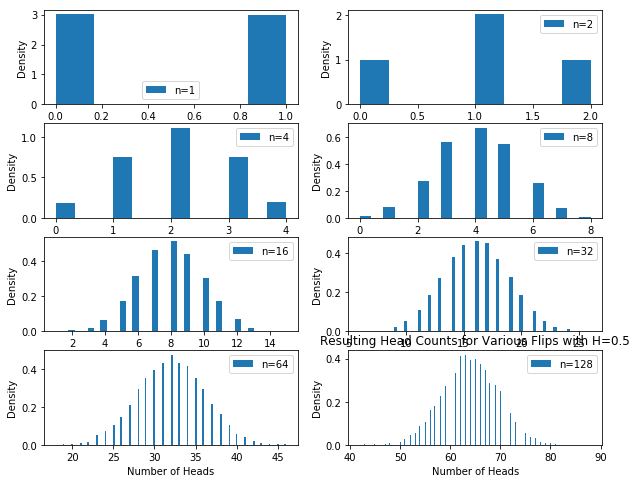 3
2
1
0
Density
n=1
0.0 0.2 0.4 0.6 0.8 1.0
2
1
0
Density
n=2
0.0 0.5 1.0 1.5 2.0
1.0
0.5
0.0
Density
n=4
0 1 2 3 4
0.6
0.4
0.2
0.0
Density
n=8
0 2 4 6 8
0.4
0.2
0.0
Density
n=16
2 4 6 8 10 12 14
0.4
0.2
0.0
Density
n=32
10 15 20 25
0.4
0.2
0.0
Density
n=64
20 25 30 35 40 45
Number of Heads
Resulting Head Counts for Various Flips with H=0.5
0.4
0.2
0.0
Density
n=128
40 50 60 70 80 90
Number of Heads